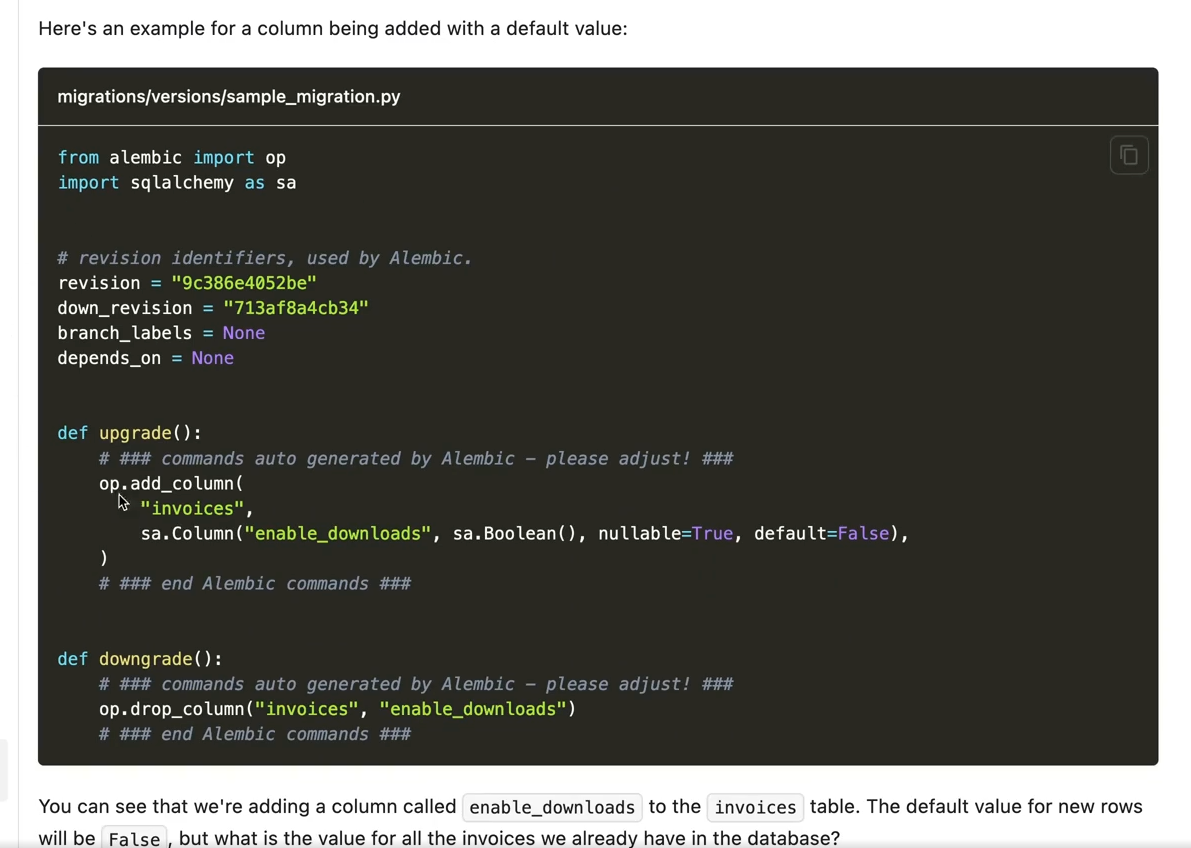 Here's an example for a column being added with a default value:
migrations/versions/sample_migration.py
from alembic import op
import sqlalchemy as sa
# revision identifiers, used by Alembic.
revision = "9c386e4052be"
down_revision = "713af8a4cb34"
branch_labels = None
depends_on = None
def upgrade():
    # ### commands auto generated by Alembic – please adjust! ###
    op.add_column(
        "invoices",
        sa.Column("enable_downloads", sa.Boolean(), nullable=True, default=False),
    )
    # ### end Alembic commands ###
def downgrade():
    # ### commands auto generated by Alembic – please adjust! ###
    op.drop_column("invoices", "enable_downloads")
    # ### end Alembic commands ###
You can see that we're adding a column called enable_downloads to the invoices table. The default value for new rows
will be False, but what is the value for all the invoices we already have in the database?